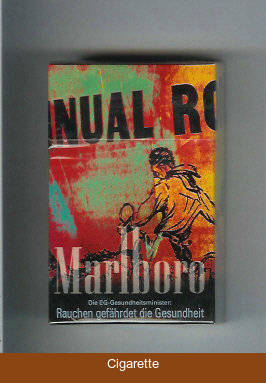 NUAL RO
Marlboro
Die EG-Gesundheitsminister:
Rauchen gefährdet die Gesundheit
Cigarette